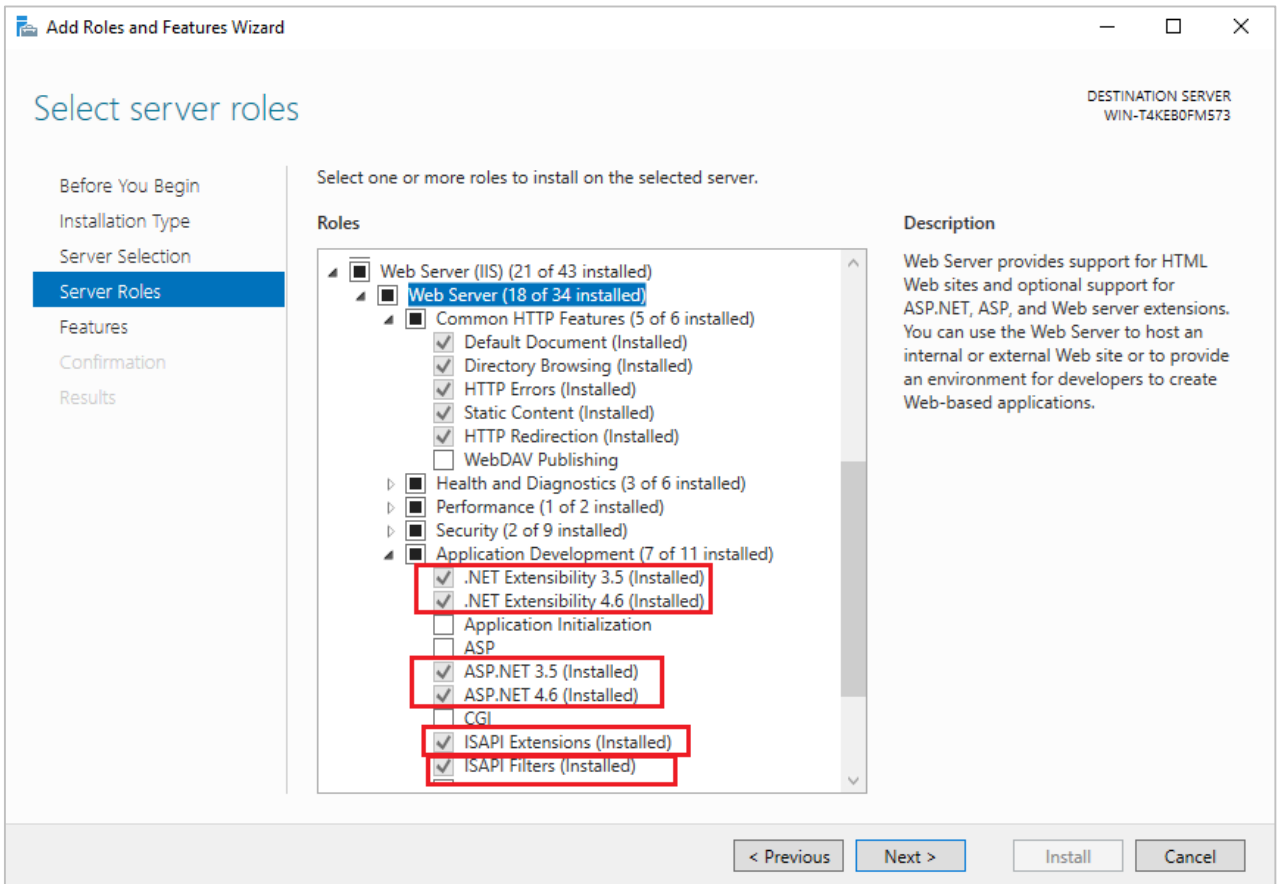 Add Roles and Features Wizard
Select server roles
DESTINATION SERVER
WIN-T4KEB0FM573
Before You Begin
Installation Type
Server Selection
Server Roles
Features
Confirmation
Results
Select one or more roles to install on the selected server.
Roles
Web Server (IIS) (21 of 43 installed)
Web Server (18 of 34 installed)
Common HTTP Features (5 of 6 installed)
Default Document (Installed)
Directory Browsing (Installed)
HTTP Errors (Installed)
Static Content (Installed)
HTTP Redirection (Installed)
WebDAV Publishing
Health and Diagnostics (3 of 6 installed)
Performance (1 of 2 installed)
Security (2 of 9 installed)
Application Development (7 of 11 installed)
.NET Extensibility 3.5 (Installed)
.NET Extensibility 4.6 (Installed)
Application Initialization
ASP
ASP.NET 3.5 (Installed)
ASP.NET 4.6 (Installed)
CGI
ISAPI Extensions (Installed)
ISAPI Filters (Installed)
Description
Web Server provides support for HTML
Web sites and optional support for
ASP.NET, ASP, and Web server extensions.
You can use the Web Server to host an
internal or external Web site or to provide
an environment for developers to create
Web-based applications.
< Previous
Next >
Install
Cancel